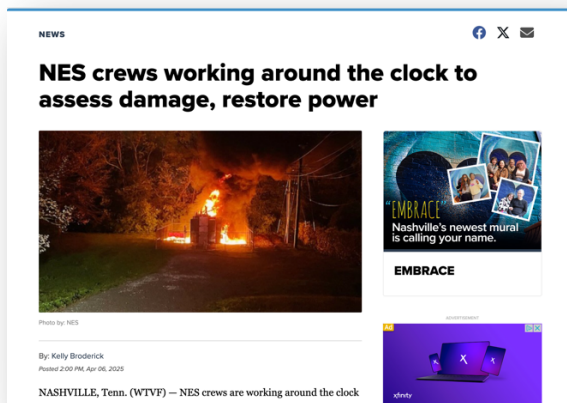 NEWS
NES crews working around the clock to
assess damage, restore power
"EMBRACE"
Nashville's newest mural
is calling your name.
EMBRACE
Photo by: NES
ADVERTISEMENT
Ad
X
xfinity
By: Kelly Broderick
Posted 2:00 PM, Apr 06, 2025
NASHVILLE, Tenn. (WTVF) — NES crews are working around the clock